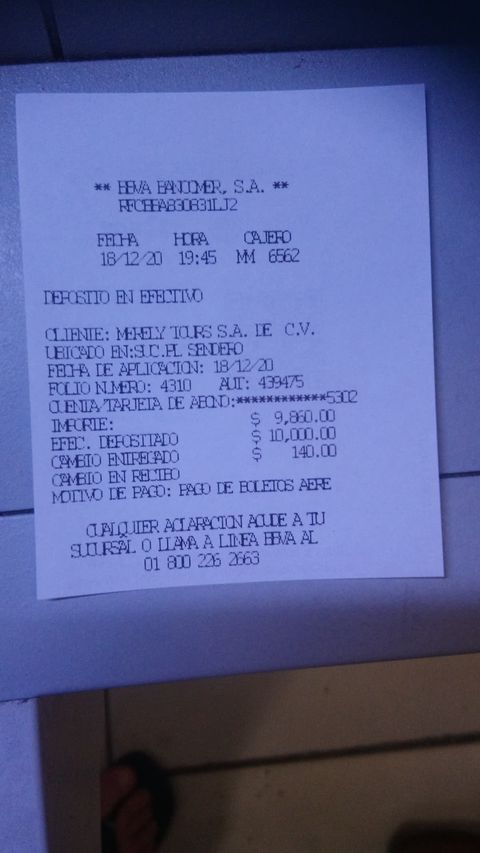 ** BBVA BANCOMER, S.A. **
RFCBBA830831LJ2
FECHA HORA CAJERO
18/12/20 19:45 MM 6562
DEPOSITO EN EFECTIVO
CLIENTE: MERELY TOURS S.A. DE C.V.
UBICADO EN:SUC.PL SENDERO
FECHA DE APLICACION: 18/12/20
FOLIO NUMERO: 4310 AUT: 439475
CUENTA/TARJETA DE ABONO:************5302
IMPORTE: $ 9,860.00
EFEC. DEPOSITADO $ 10,000.00
CAMBIO ENTREGADO $ 140.00
CAMBIO EN RECIBO
MOTIVO DE PAGO: PAGO DE BOLETOS AERE
CUALQUIER ACLARACION ACUDE A TU
SUCURSAL O LLAMA A LINEA BBVA AL
01 800 226 2663